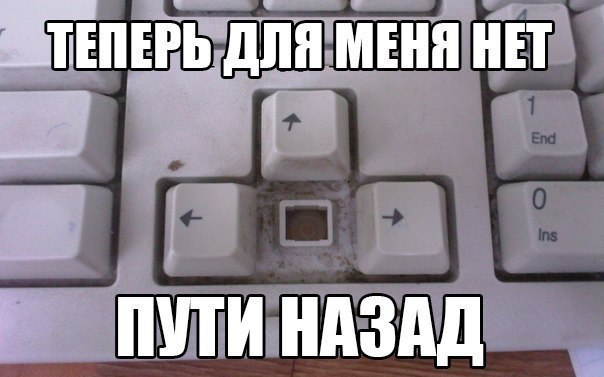 ТЕПЕРЬ ДЛЯ МЕНЯ НЕТ
1
End
0
Ins
ПУТИ НАЗАД